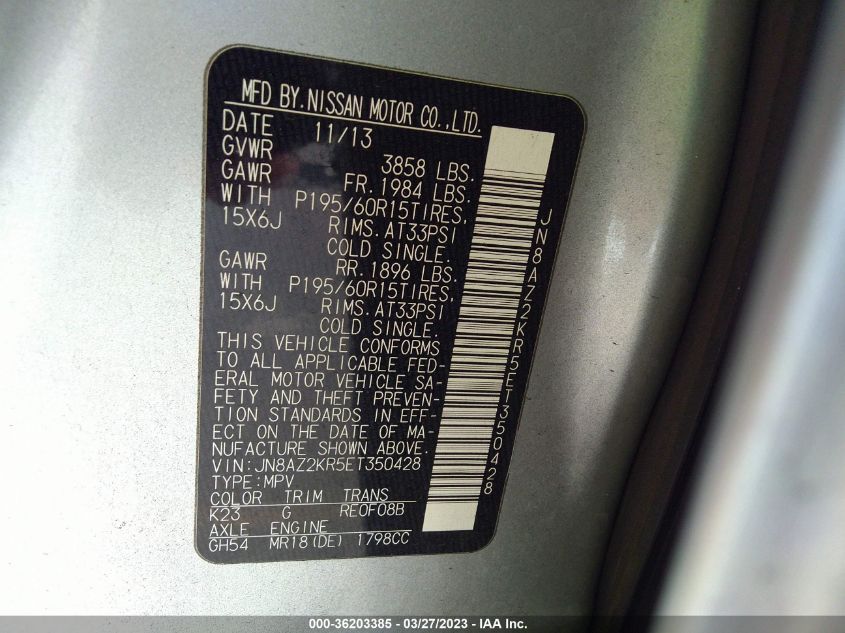 MFD BY. NISSAN MOTOR CO., LTD.
DATE 11/13
GVWR 3858 LBS.
GAWR FR. 1984 LBS.
WITH P195/60R15TIRES,
15X6J RIMS. AT33PSI
COLD SINGLE.
GAWR RR. 1896 LBS.
WITH P195/60R15TIRES,
15X6J RIMS. AT33PSI
COLD SINGLE.
THIS VEHICLE CONFORMS
TO ALL APPLICABLE FED-
ERAL MOTOR VEHICLE SA-
FETY AND THEFT PREVEN-
TION STANDARDS IN EFF-
ECT ON THE DATE OF MA-
NUFACTURE SHOWN ABOVE.
VIN: JN8AZ2KR5ET350428
TYPE: MPV
COLOR TRIM TRANS
K23 G RE0F08B
AXLE ENGINE
GH54 MR18(DE) 1798CC
JN8AZ2KR5ET350428
000-36203385 - 03/27/2023 - IAA Inc.